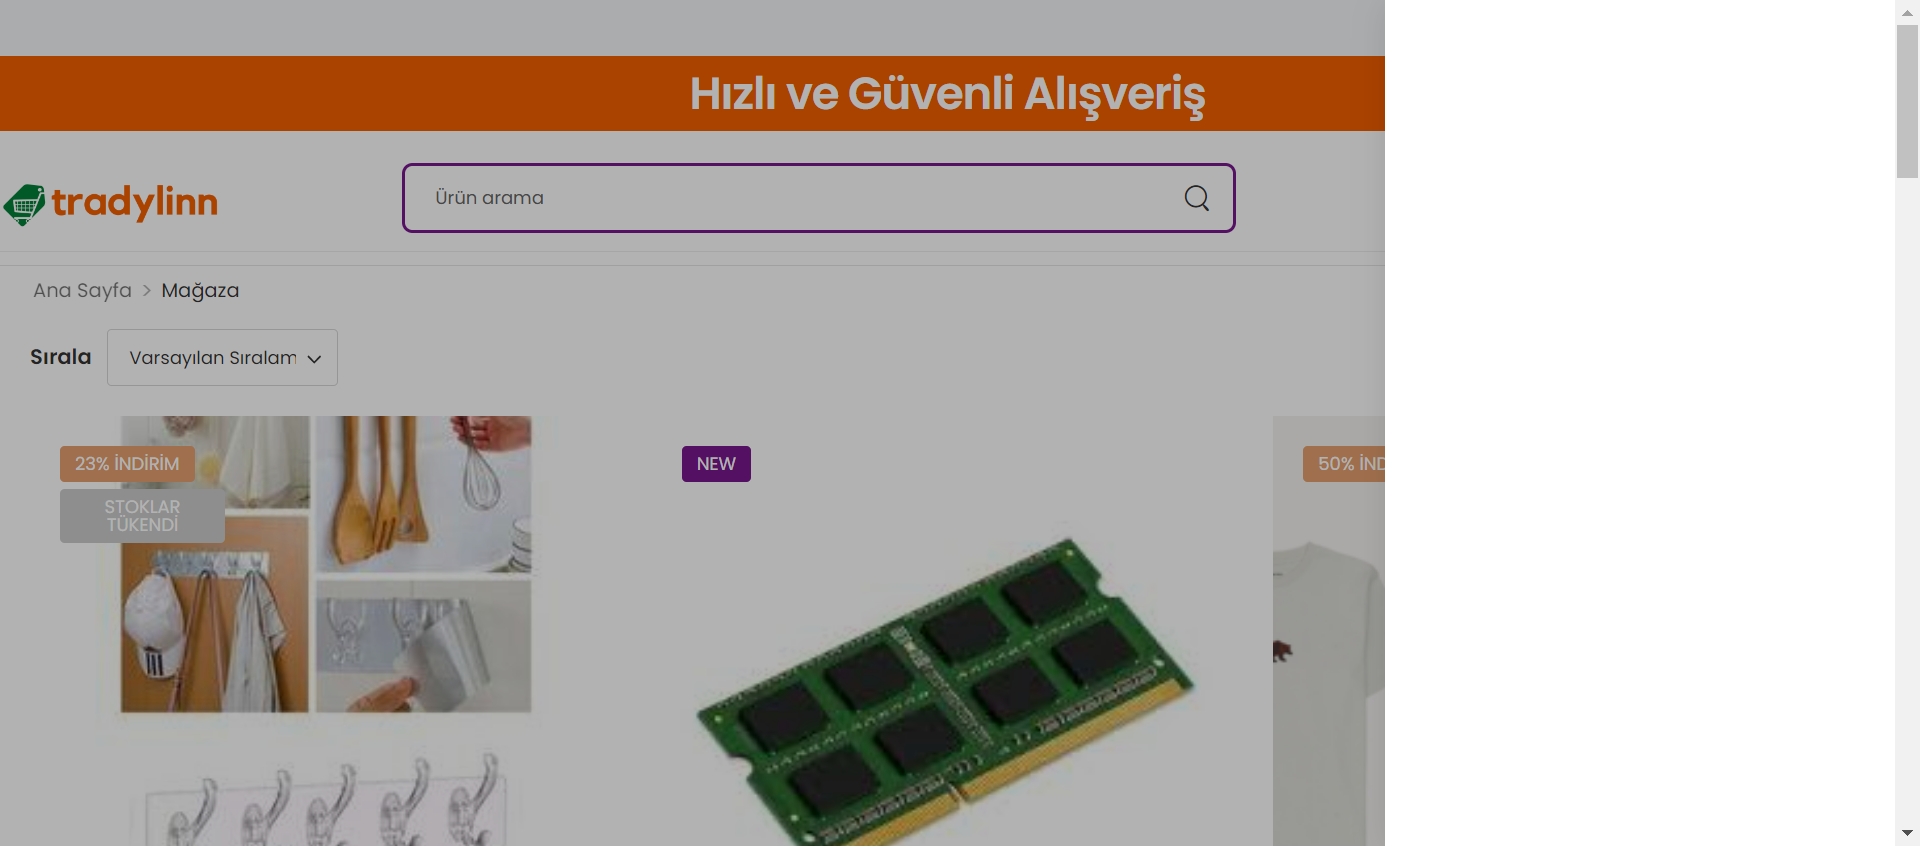 Hızlı ve Güvenli Alışveriş
tradylinn
Ürün arama
Ana Sayfa > Mağaza
Sırala
Varsayılan Sıralam
23% İNDİRİM
STOKLAR
TÜKENDİ
NEW
50% İND